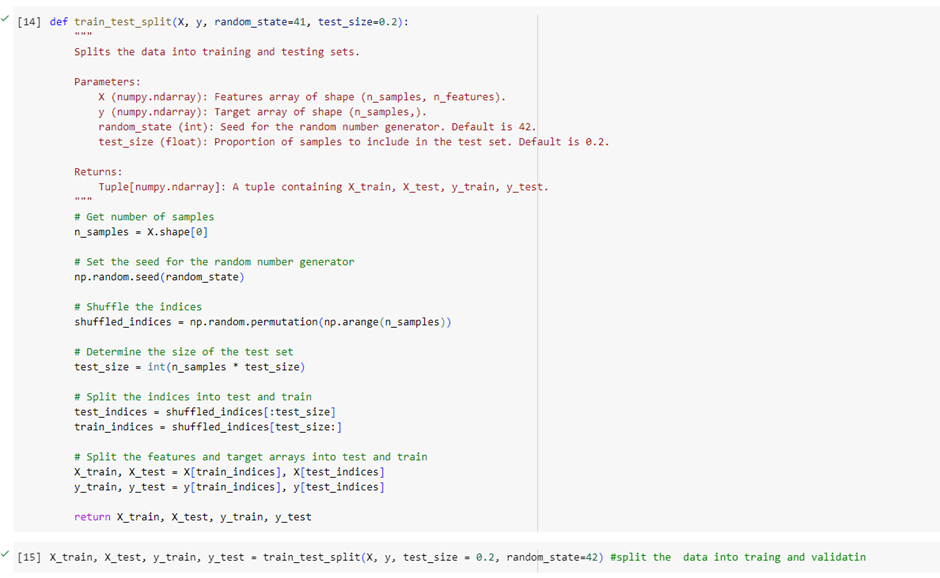 [14] def train_test_split(X, y, random_state=41, test_size=0.2):
"""
Splits the data into training and testing sets.
Parameters:
X (numpy.ndarray): Features array of shape (n_samples, n_features).
y (numpy.ndarray): Target array of shape (n_samples,).
random_state (int): Seed for the random number generator. Default is 42.
test_size (float): Proportion of samples to include in the test set. Default is 0.2.
Returns:
Tuple[numpy.ndarray]: A tuple containing X_train, X_test, y_train, y_test.
"""
# Get number of samples
n_samples = X.shape[0]
# Set the seed for the random number generator
np.random.seed(random_state)
# Shuffle the indices
shuffled_indices = np.random.permutation(np.arange(n_samples))
# Determine the size of the test set
test_size = int(n_samples * test_size)
# Split the indices into test and train
test_indices = shuffled_indices[:test_size]
train_indices = shuffled_indices[test_size:]
# Split the features and target arrays into test and train
X_train, X_test = X[train_indices], X[test_indices]
y_train, y_test = y[train_indices], y[test_indices]
return X_train, X_test, y_train, y_test
[15] X_train, X_test, y_train, y_test = train_test_split(X, y, test_size = 0.2, random_state=42) #split the  data into traing and validatin